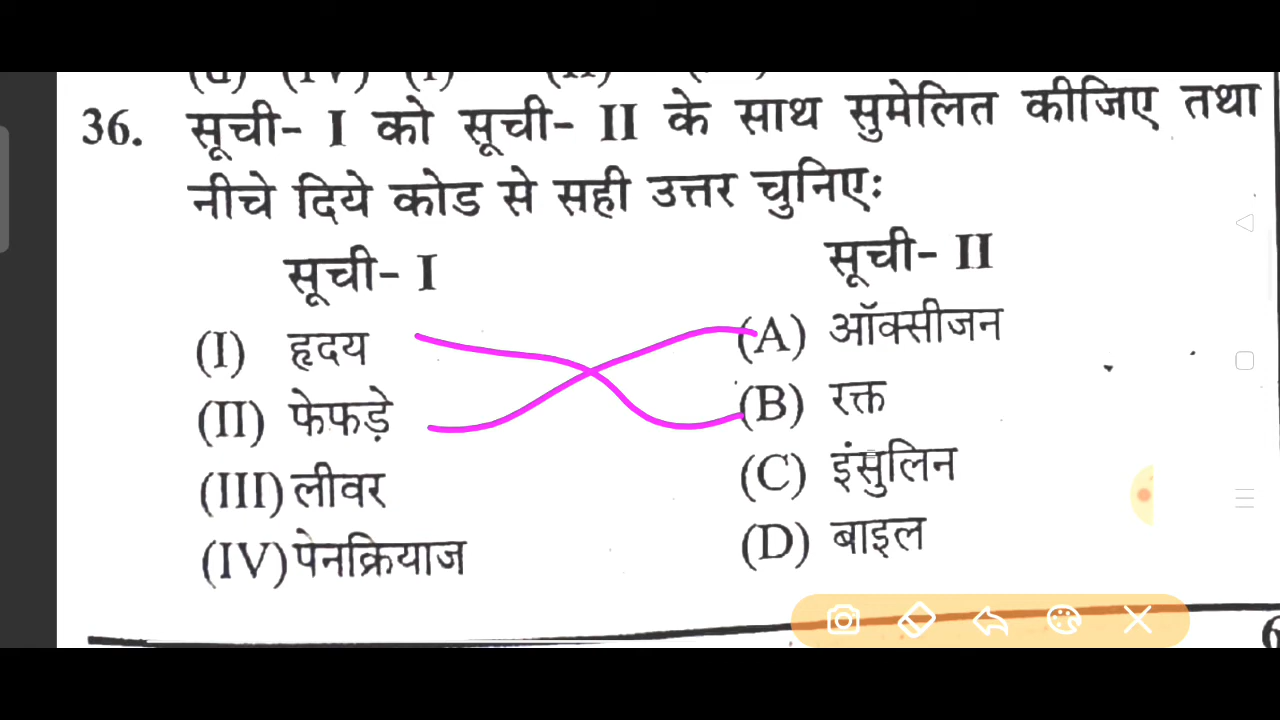 36. सूची- I को सूची- II के साथ सुमेलित कीजिए तथा
नीचे दिये कोड से सही उत्तर चुनिएः
सूची- I सूची- II
(I) हृदय (A) ऑक्सीजन
(II) फेफड़े (B) रक्त
(III) लीवर (C) इंसुलिन
(IV) पेनक्रियाज (D) बाइल